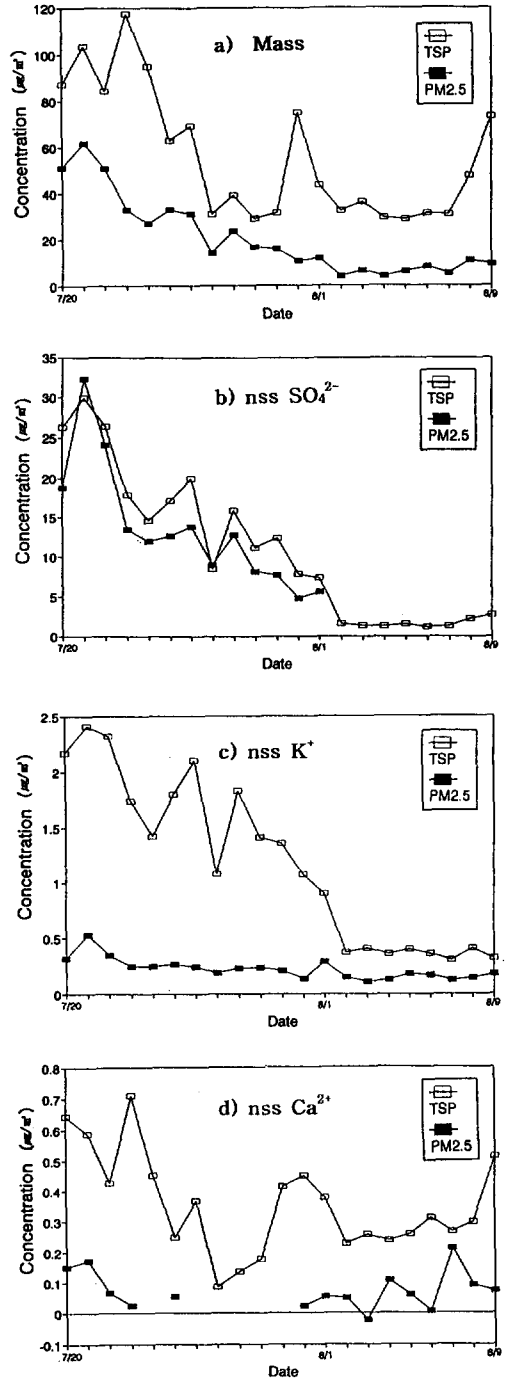 120
100
80
60
40
20
0
Concentration (㎍/㎥)
a) Mass
TSP
PM2.5
7/20
8/1
8/9
Date
35
30
25
20
15
10
5
0
Concentration (㎍/㎥)
b) nss SO₄²⁻
TSP
PM2.5
7/20
8/1
8/9
Date
2.5
2
1.5
1
0.5
0
Concentration (㎍/㎥)
c) nss K⁺
TSP
PM2.5
7/20
8/1
8/9
Date
0.8
0.7
0.6
0.5
0.4
0.3
0.2
0.1
0
-0.1
Concentration (㎍/㎥)
d) nss Ca²⁺
TSP
PM2.5
7/20
8/1
8/9
Date